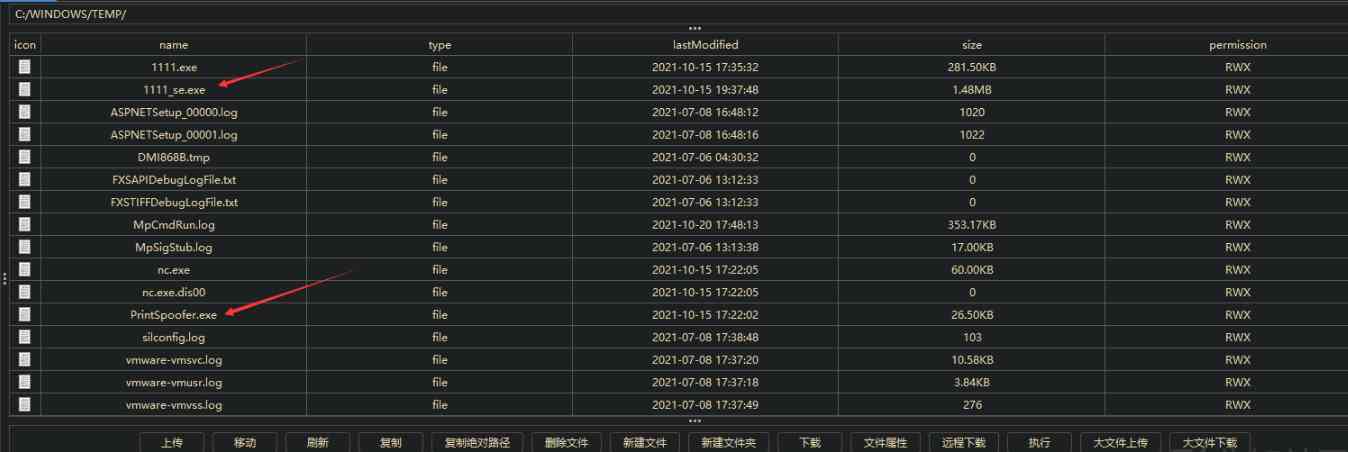 C:/WINDOWS/TEMP/
icon name type lastModified size permission
1111.exe file 2021-10-15 17:35:32 281.50KB RWX
1111_se.exe file 2021-10-15 19:37:48 1.48MB RWX
ASPNETSetup_00000.log file 2021-07-08 16:48:12 1020 RWX
ASPNETSetup_00001.log file 2021-07-08 16:48:16 1022 RWX
DMI868B.tmp file 2021-07-06 04:30:32 0 RWX
FXSAPIDebugLogFile.txt file 2021-07-06 13:12:33 0 RWX
FXSTIFFDebugLogFile.txt file 2021-07-06 13:12:33 0 RWX
MpCmdRun.log file 2021-10-20 17:48:13 353.17KB RWX
MpSigStub.log file 2021-07-06 13:13:38 17.00KB RWX
nc.exe file 2021-10-15 17:22:05 60.00KB RWX
nc.exe.dis00 file 2021-10-15 17:22:05 0 RWX
PrintSpoofer.exe file 2021-10-15 17:22:02 26.50KB RWX
silconfig.log file 2021-07-08 17:38:48 103 RWX
vmware-vmsvc.log file 2021-07-08 17:37:20 10.58KB RWX
vmware-vmusr.log file 2021-07-08 17:37:18 3.84KB RWX
vmware-vmvss.log file 2021-07-08 17:37:49 276 RWX
上传 移动 刷新 复制 复制绝对路径 删除文件 新建文件 新建文件夹 下载 文件属性 远程下载 执行 大文件上传 大文件下载